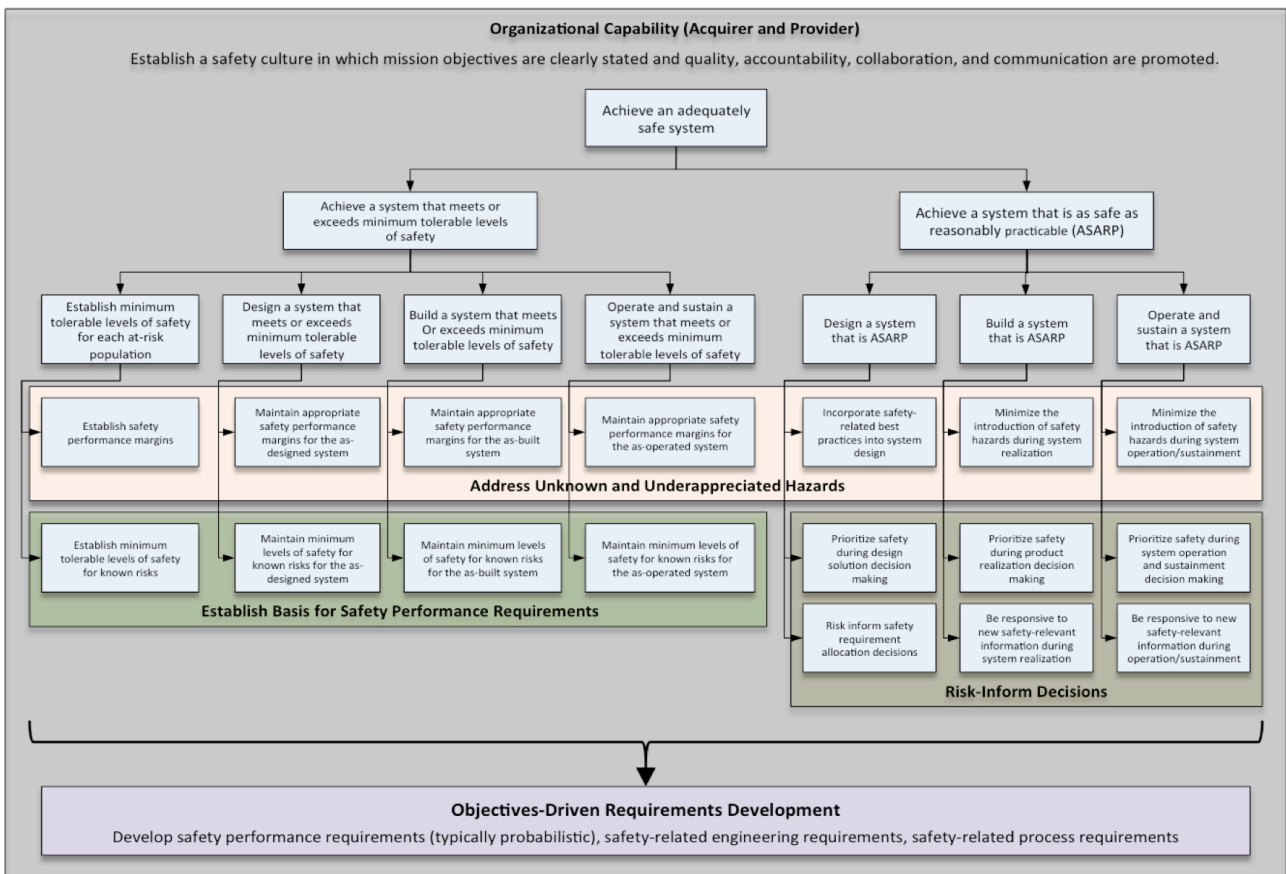 Organizational Capability (Acquirer and Provider)
Establish a safety culture in which mission objectives are clearly stated and quality, accountability, collaboration, and communication are promoted.
Achieve an adequately
safe system
Achieve a system that meets or
exceeds minimum tolerable levels
of safety
Achieve a system that is as safe as
reasonably practicable (ASARP)
Establish minimum
tolerable levels of safety
for each at-risk
population
Design a system that
meets or exceeds
minimum tolerable
levels of safety
Build a system that meets
Or exceeds minimum
tolerable levels of safety
Operate and sustain a
system that meets or
exceeds minimum
tolerable levels of safety
Design a system
that is ASARP
Build a system
that is ASARP
Operate and
sustain a system
that is ASARP
Establish safety
performance margins
Maintain appropriate
safety performance
margins for the as-
designed system
Maintain appropriate
safety performance
margins for the as-built
system
Maintain appropriate safety
performance margins for
the as-operated system
Incorporate safety-
related best
practices into system
design
Minimize the
introduction of safety
hazards during system
realization
Minimize the
introduction of safety
hazards during system
operation/sustainment
Address Unknown and Underappreciated Hazards
Establish minimum
tolerable levels of safety
for known risks
Maintain minimum
levels of safety for
known risks for the as-
designed system
Maintain minimum levels
of safety for known risks
for the as-built system
Maintain minimum levels of
safety for known risks for
the as-operated system
Establish Basis for Safety Performance Requirements
Prioritize safety
during design
solution decision
making
Prioritize safety
during product
realization decision
making
Prioritize safety during
system operation
and sustainment
decision making
Risk inform safety
requirement
allocation decisions
Be responsive to
new safety-relevant
information during
system realization
Be responsive to new
safety-relevant
information during
operation/sustainment
Risk-Inform Decisions
Objectives-Driven Requirements Development
Develop safety performance requirements (typically probabilistic), safety-related engineering requirements, safety-related process requirements